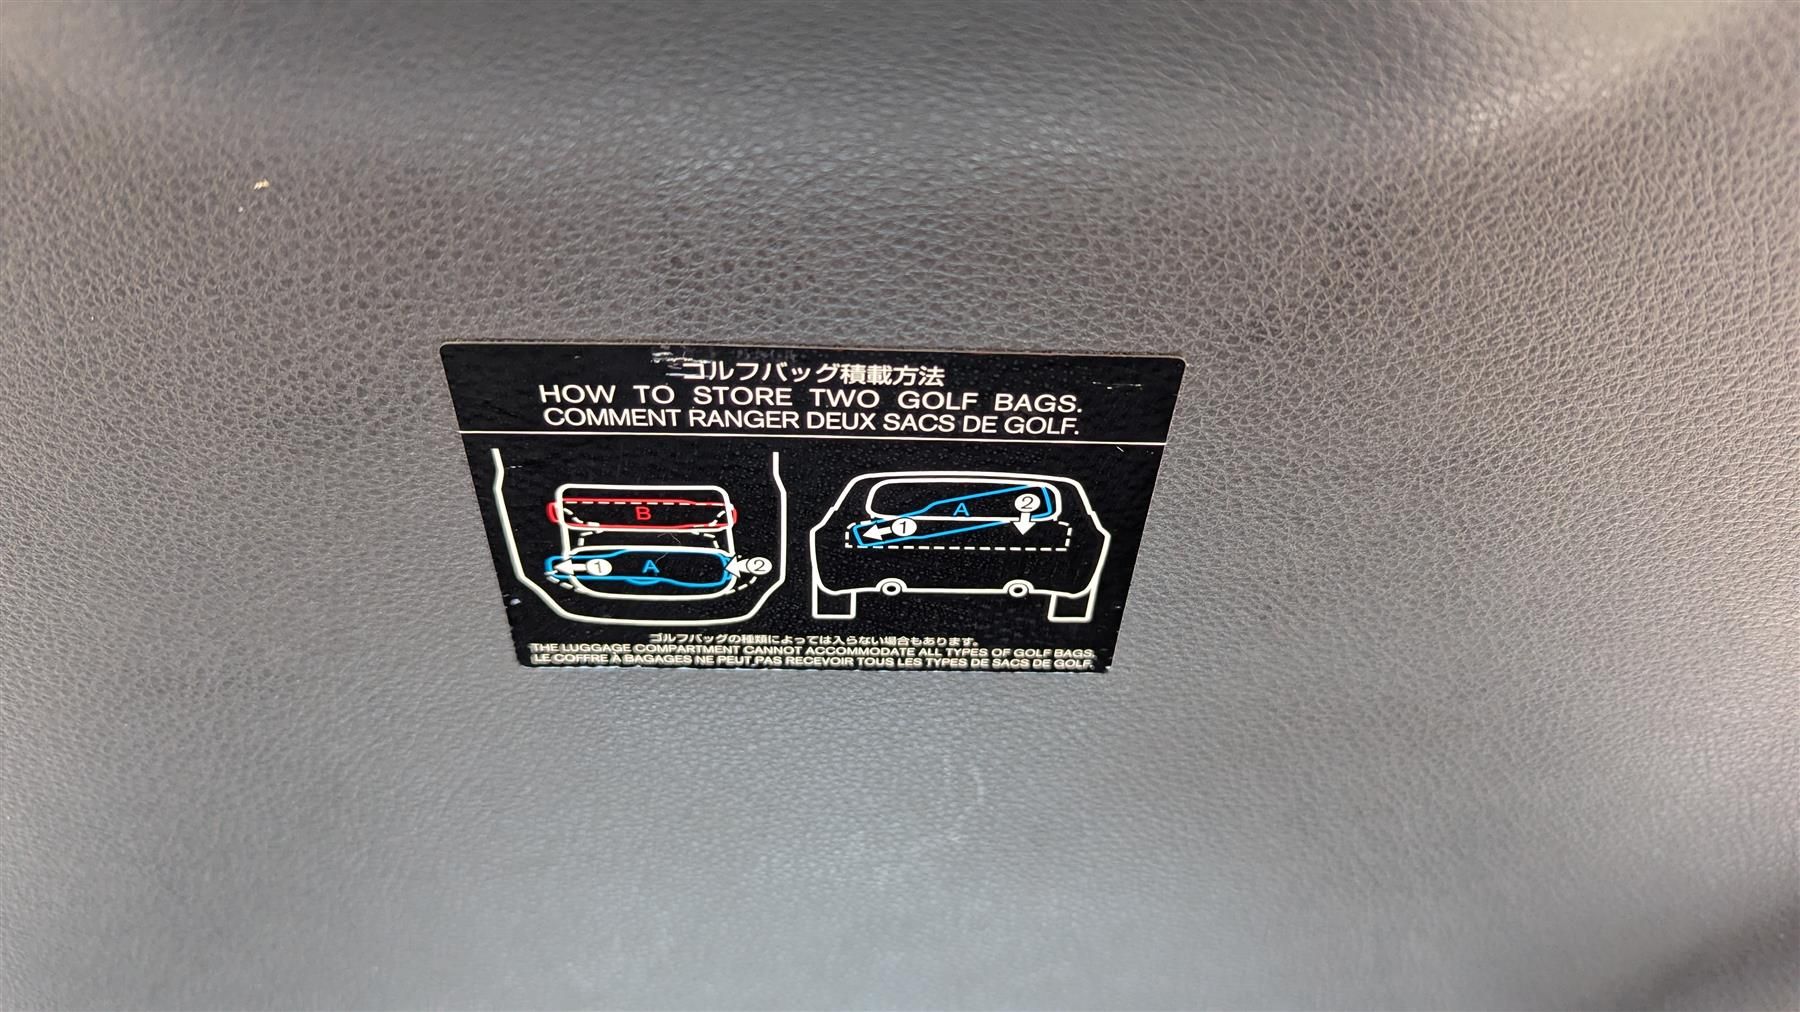 ゴルフバッグ積載方法
HOW TO STORE TWO GOLF BAGS.
COMMENT RANGER DEUX SACS DE GOLF.
B
1 A 2
A 2
1
ゴルフバッグの種類によっては入らない場合もあります。
THE LUGGAGE COMPARTMENT CANNOT ACCOMMODATE ALL TYPES OF GOLF BAGS.
LE COFFRE À BAGAGES NE PEUT PAS RECEVOIR TOUS LES TYPES DE SACS DE GOLF.